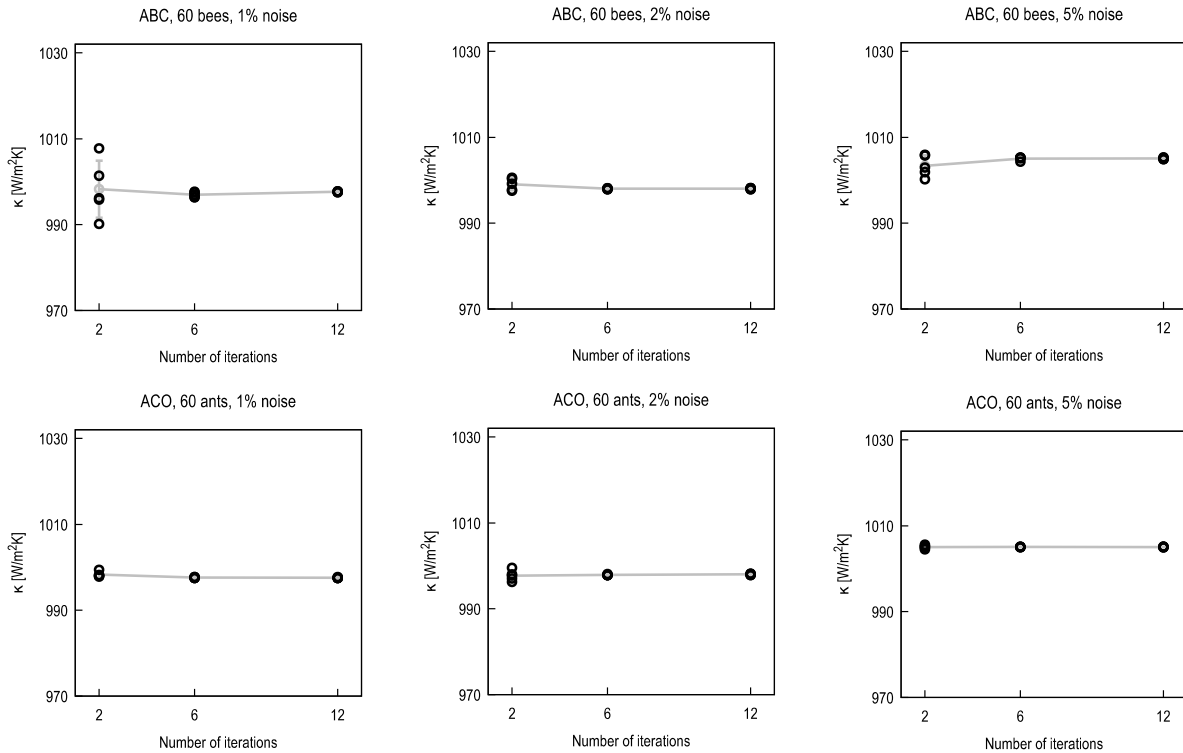 ABC, 60 bees, 1% noise
1030
1010
990
970
κ [W/m²K]
2 6 12
Number of iterations
ABC, 60 bees, 2% noise
1030
1010
990
970
κ [W/m²K]
2 6 12
Number of iterations
ABC, 60 bees, 5% noise
1030
1010
990
970
κ [W/m²K]
2 6 12
Number of iterations
ACO, 60 ants, 1% noise
1030
1010
990
970
κ [W/m²K]
2 6 12
Number of iterations
ACO, 60 ants, 2% noise
1030
1010
990
970
κ [W/m²K]
2 6 12
Number of iterations
ACO, 60 ants, 5% noise
1030
1010
990
970
κ [W/m²K]
2 6 12
Number of iterations